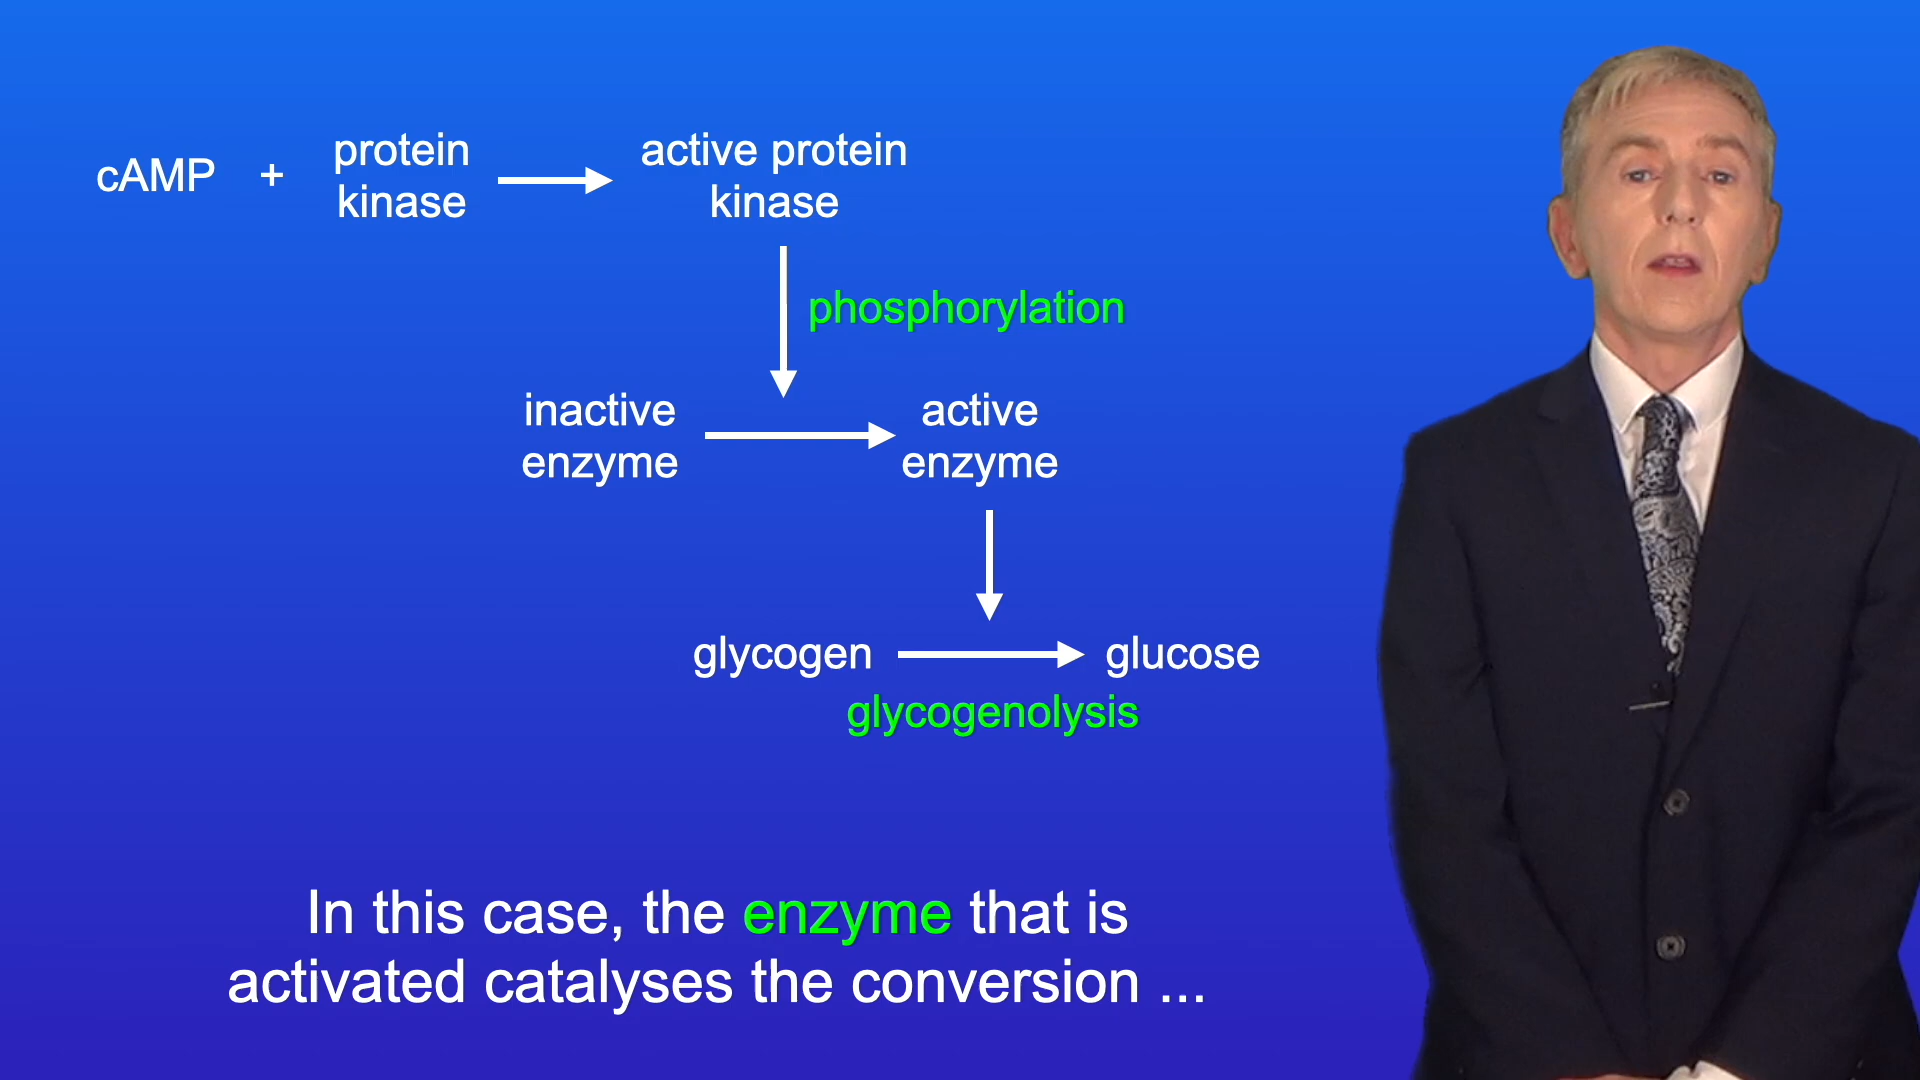 cAMP + protein kinase
active protein kinase
phosphorylation
inactive enzyme
active enzyme
glycogen
glucose
glycogenolysis
In this case, the enzyme that is
activated catalyses the conversion ...